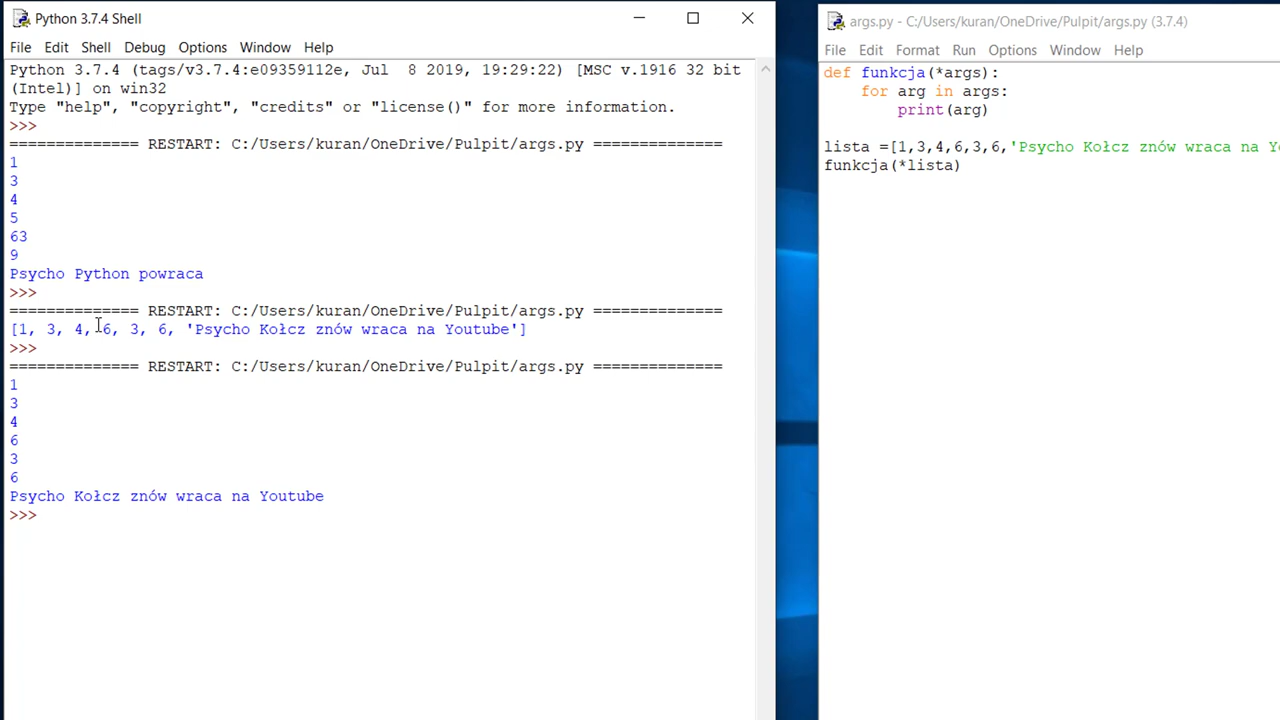 Python 3.7.4 Shell
File Edit Shell Debug Options Window Help
Python 3.7.4 (tags/v3.7.4:e09359112e, Jul  8 2019, 19:29:22) [MSC v.1916 32 bit
(Intel)] on win32
Type "help", "copyright", "credits" or "license()" for more information.
>>>
============== RESTART: C:/Users/kuran/OneDrive/Pulpit/args.py ==============
1
3
4
5
63
9
Psycho Python powraca
>>>
============== RESTART: C:/Users/kuran/OneDrive/Pulpit/args.py ==============
[1, 3, 4, 6, 3, 6, 'Psycho Kołcz znów wraca na Youtube']
>>>
============== RESTART: C:/Users/kuran/OneDrive/Pulpit/args.py ==============
1
3
4
6
3
6
Psycho Kołcz znów wraca na Youtube
>>>
args.py - C:/Users/kuran/OneDrive/Pulpit/args.py (3.7.4)
File Edit Format Run Options Window Help
def funkcja(*args):
    for arg in args:
        print(arg)
lista =[1,3,4,6,3,6,'Psycho Kołcz znów wraca na Yo
funkcja(*lista)